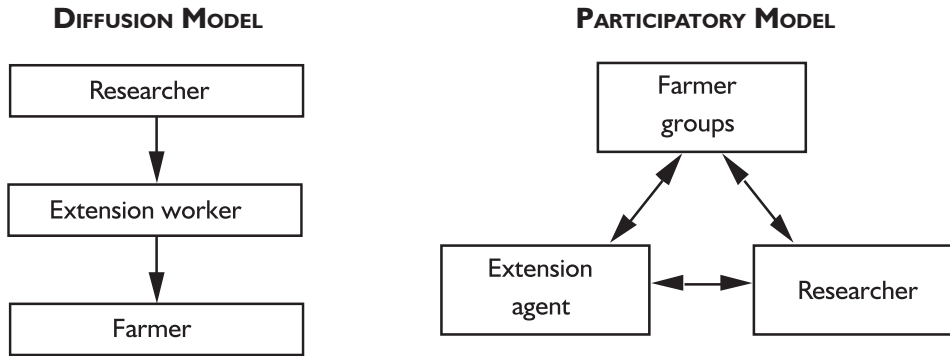 DIFFUSION MODEL
Researcher
Extension worker
Farmer
PARTICIPATORY MODEL
Farmer
groups
Extension
agent
Researcher